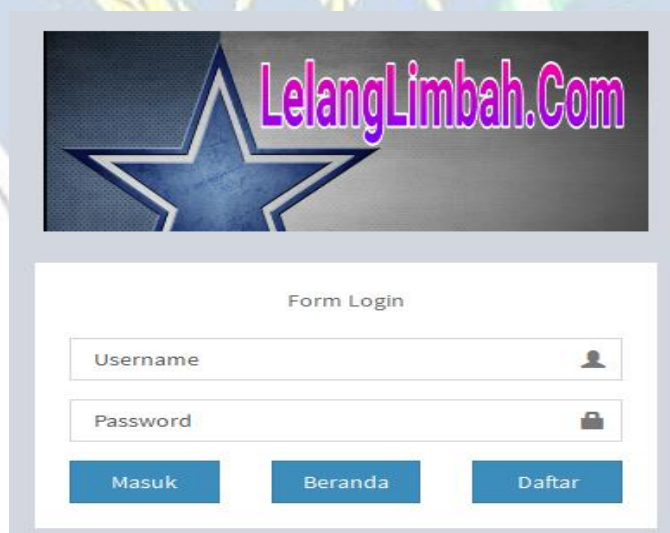 LelangLimbah.Com
Form Login
Username
Password
Masuk Beranda Daftar